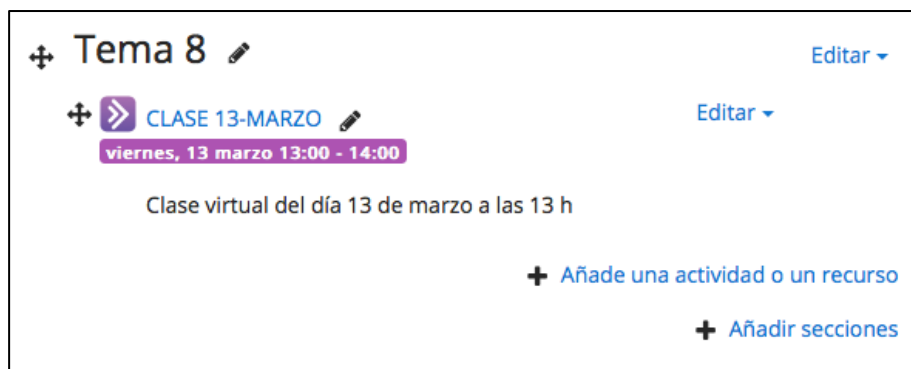 Tema 8 Editar
CLASE 13-MARZO Editar
viernes, 13 marzo 13:00 - 14:00
Clase virtual del día 13 de marzo a las 13 h
Añade una actividad o un recurso
Añadir secciones